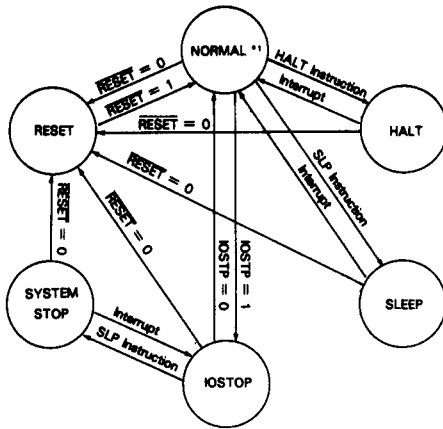 NORMAL *1
RESET = 0
RESET = 1
HALT Instruction
Interrupt
RESET
HALT
RESET = 0
RESET = 0
SLP Instruction
Interrupt
RESET = 0
RESET = 0
IOSTP = 0
IOSTP = 1
SYSTEM
STOP
SLEEP
Interrupt
SLP Instruction
IOSTOP